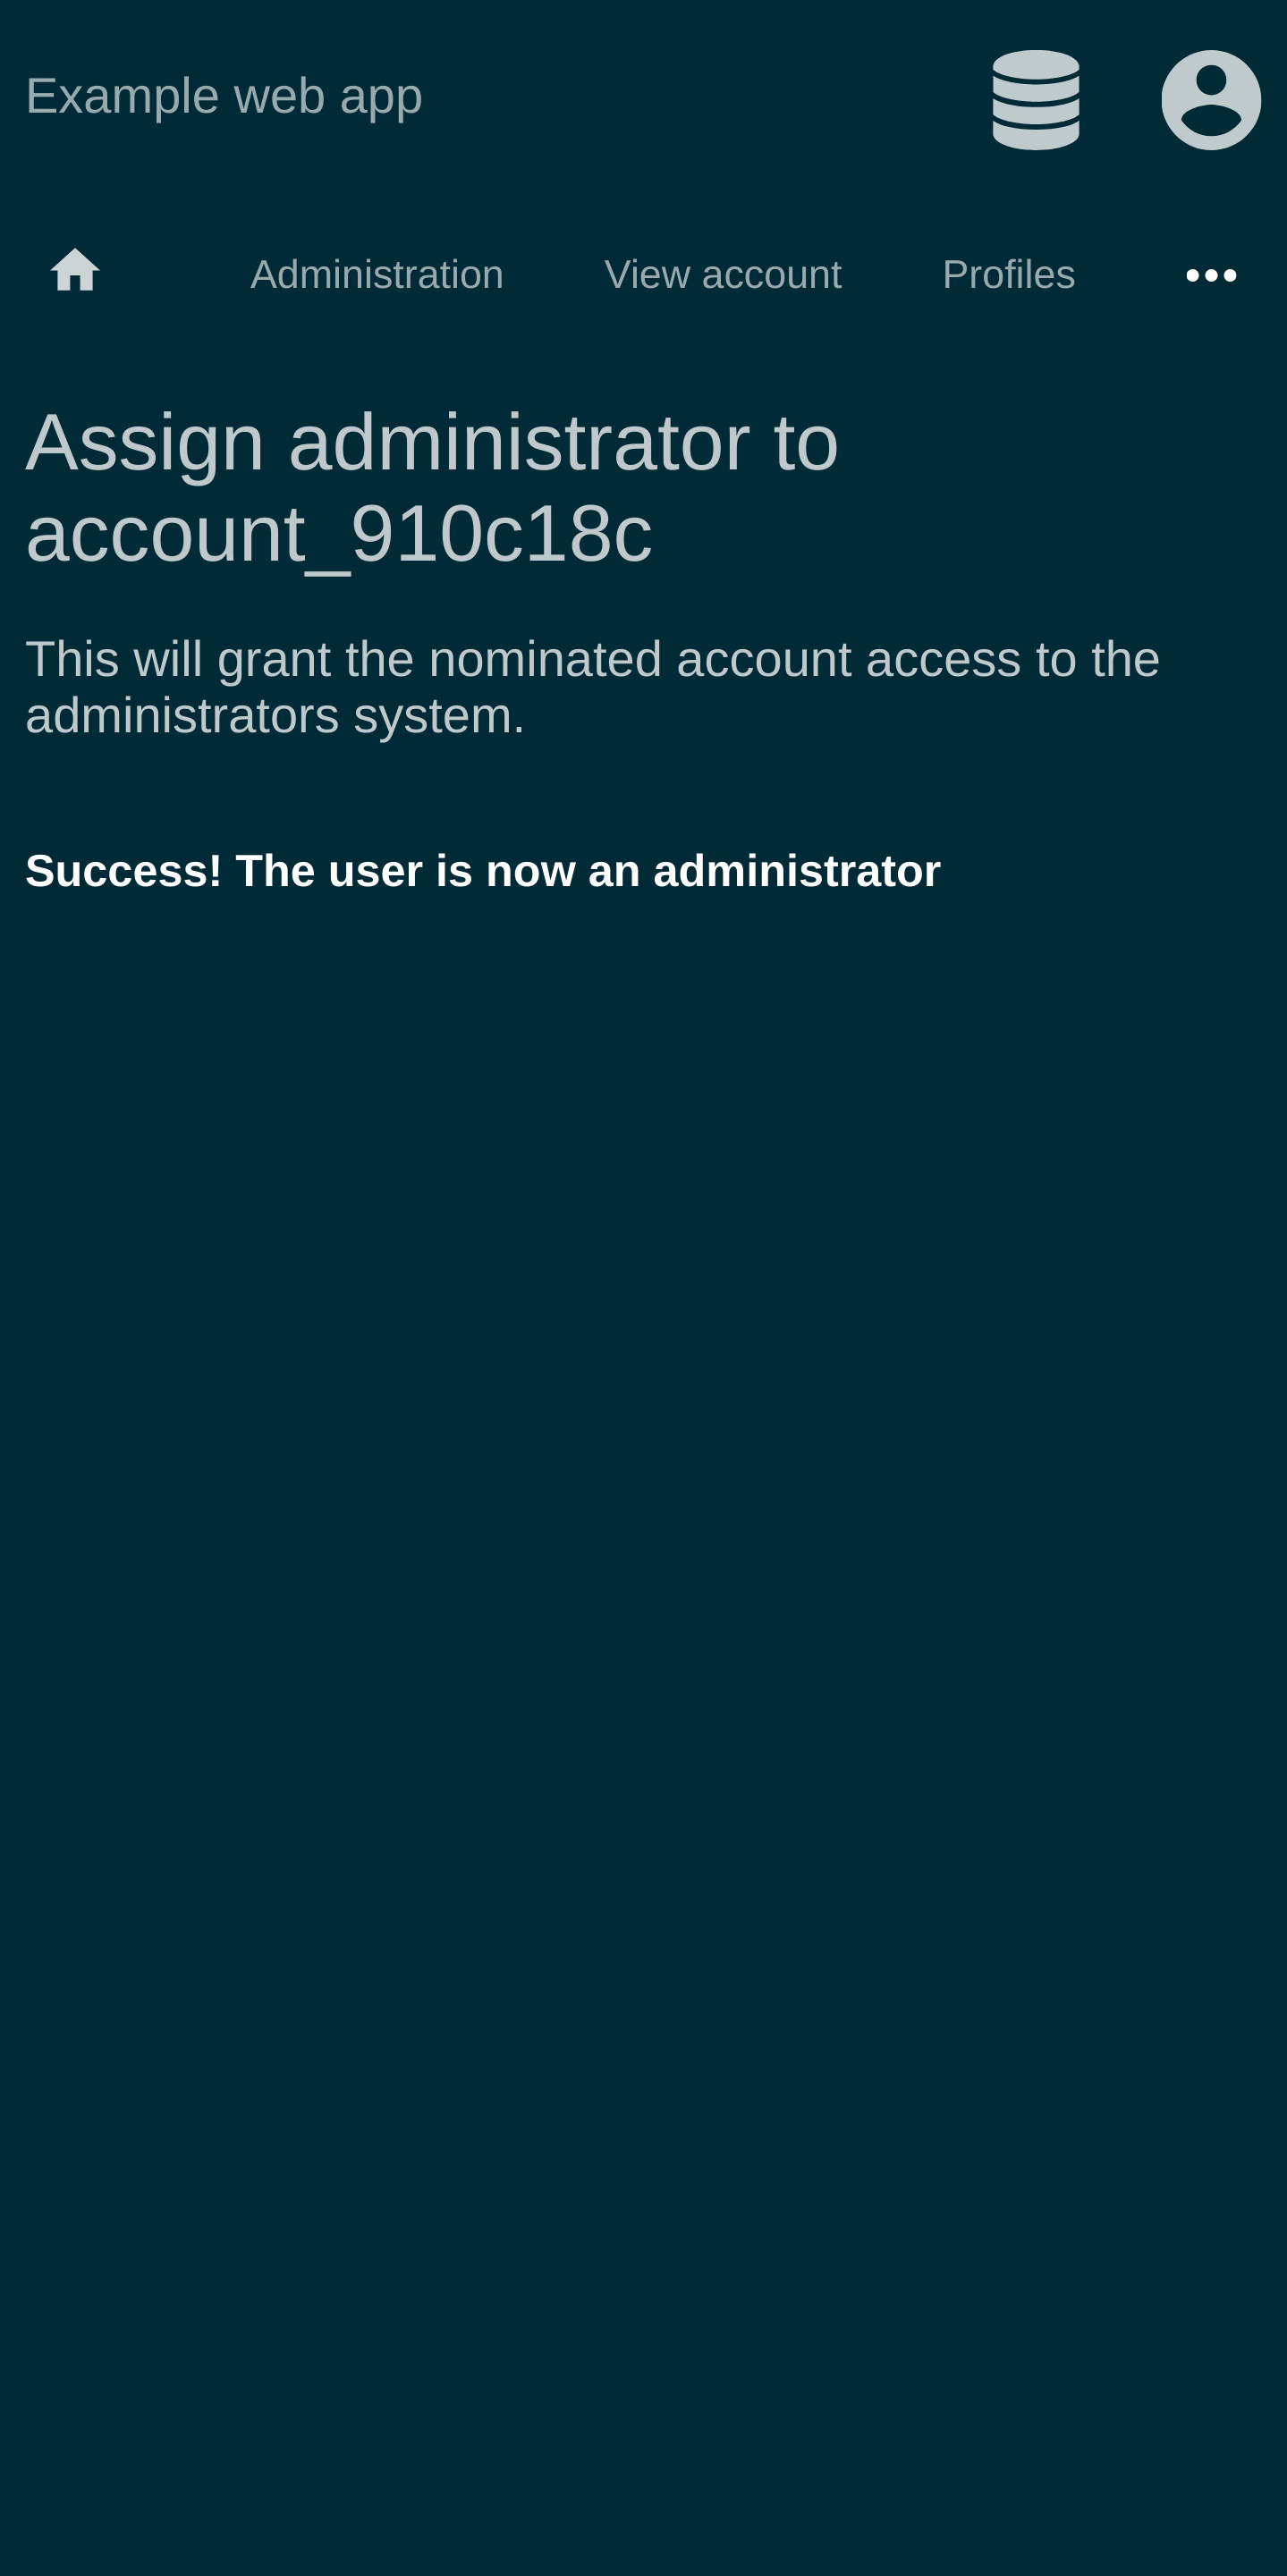 Example web app
Administration View account Profiles
Assign administrator to
account_910c18c
This will grant the nominated account access to the
administrators system.
Success! The user is now an administrator